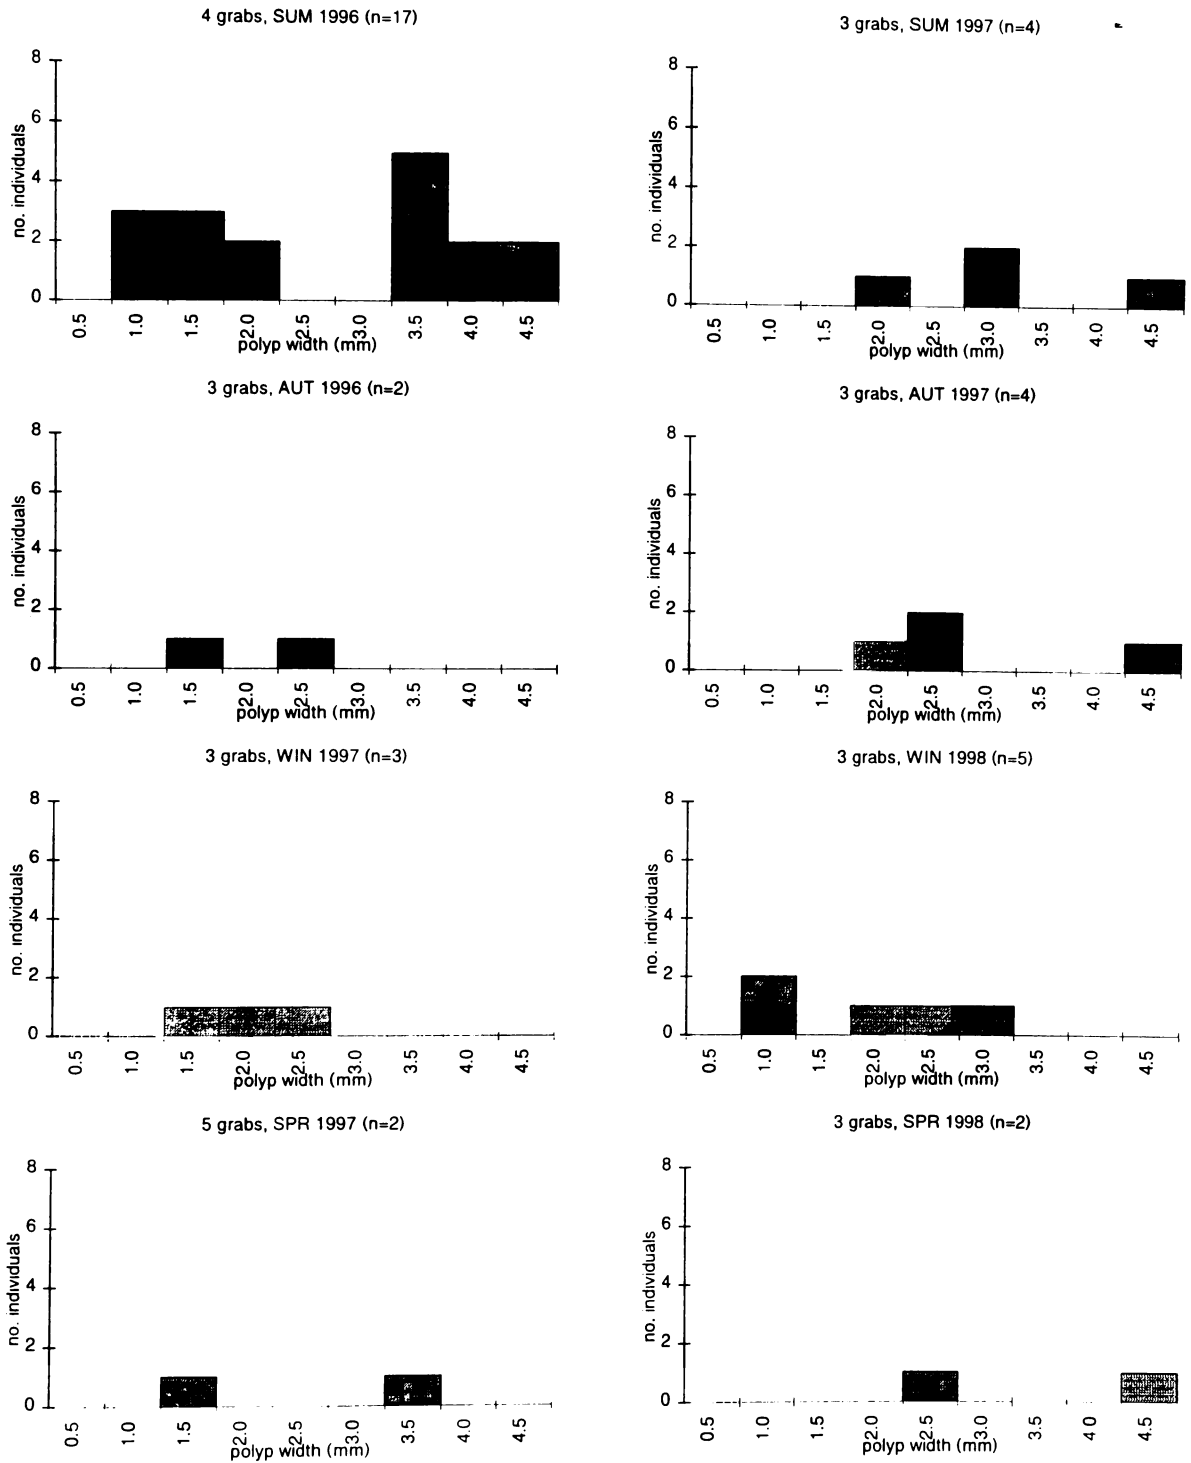 4 grabs, SUM 1996 (n=17)
8
6
4
2
0
no. individuals
0.5 1.0 1.5 2.0 2.5 3.0 3.5 4.0 4.5
polyp width (mm)
3 grabs, SUM 1997 (n=4)
8
6
4
2
0
no. individuals
0.5 1.0 1.5 2.0 2.5 3.0 3.5 4.0 4.5
polyp width (mm)
3 grabs, AUT 1996 (n=2)
8
6
4
2
0
no. individuals
0.5 1.0 1.5 2.0 2.5 3.0 3.5 4.0 4.5
polyp width (mm)
3 grabs, AUT 1997 (n=4)
8
6
4
2
0
no. individuals
0.5 1.0 1.5 2.0 2.5 3.0 3.5 4.0 4.5
polyp width (mm)
3 grabs, WIN 1997 (n=3)
8
6
4
2
0
no. individuals
0.5 1.0 1.5 2.0 2.5 3.0 3.5 4.0 4.5
polyp width (mm)
3 grabs, WIN 1998 (n=5)
8
6
4
2
0
no. individuals
0.5 1.0 1.5 2.0 2.5 3.0 3.5 4.0 4.5
polyp width (mm)
5 grabs, SPR 1997 (n=2)
8
6
4
2
0
no. individuals
0.5 1.0 1.5 2.0 2.5 3.0 3.5 4.0 4.5
polyp width (mm)
3 grabs, SPR 1998 (n=2)
8
6
4
2
0
no. individuals
0.5 1.0 1.5 2.0 2.5 3.0 3.5 4.0 4.5
polyp width (mm)